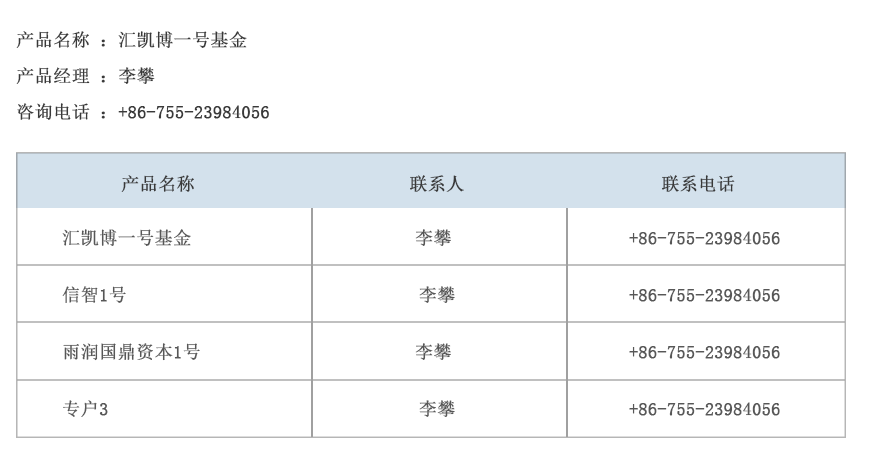 产品名称 ：汇凯博一号基金
产品经理 ：李攀
咨询电话 ：+86-755-23984056
产品名称 联系人 联系电话
汇凯博一号基金 李攀 +86-755-23984056
信智1号 李攀 +86-755-23984056
雨润国鼎资本1号 李攀 +86-755-23984056
专户3 李攀 +86-755-23984056